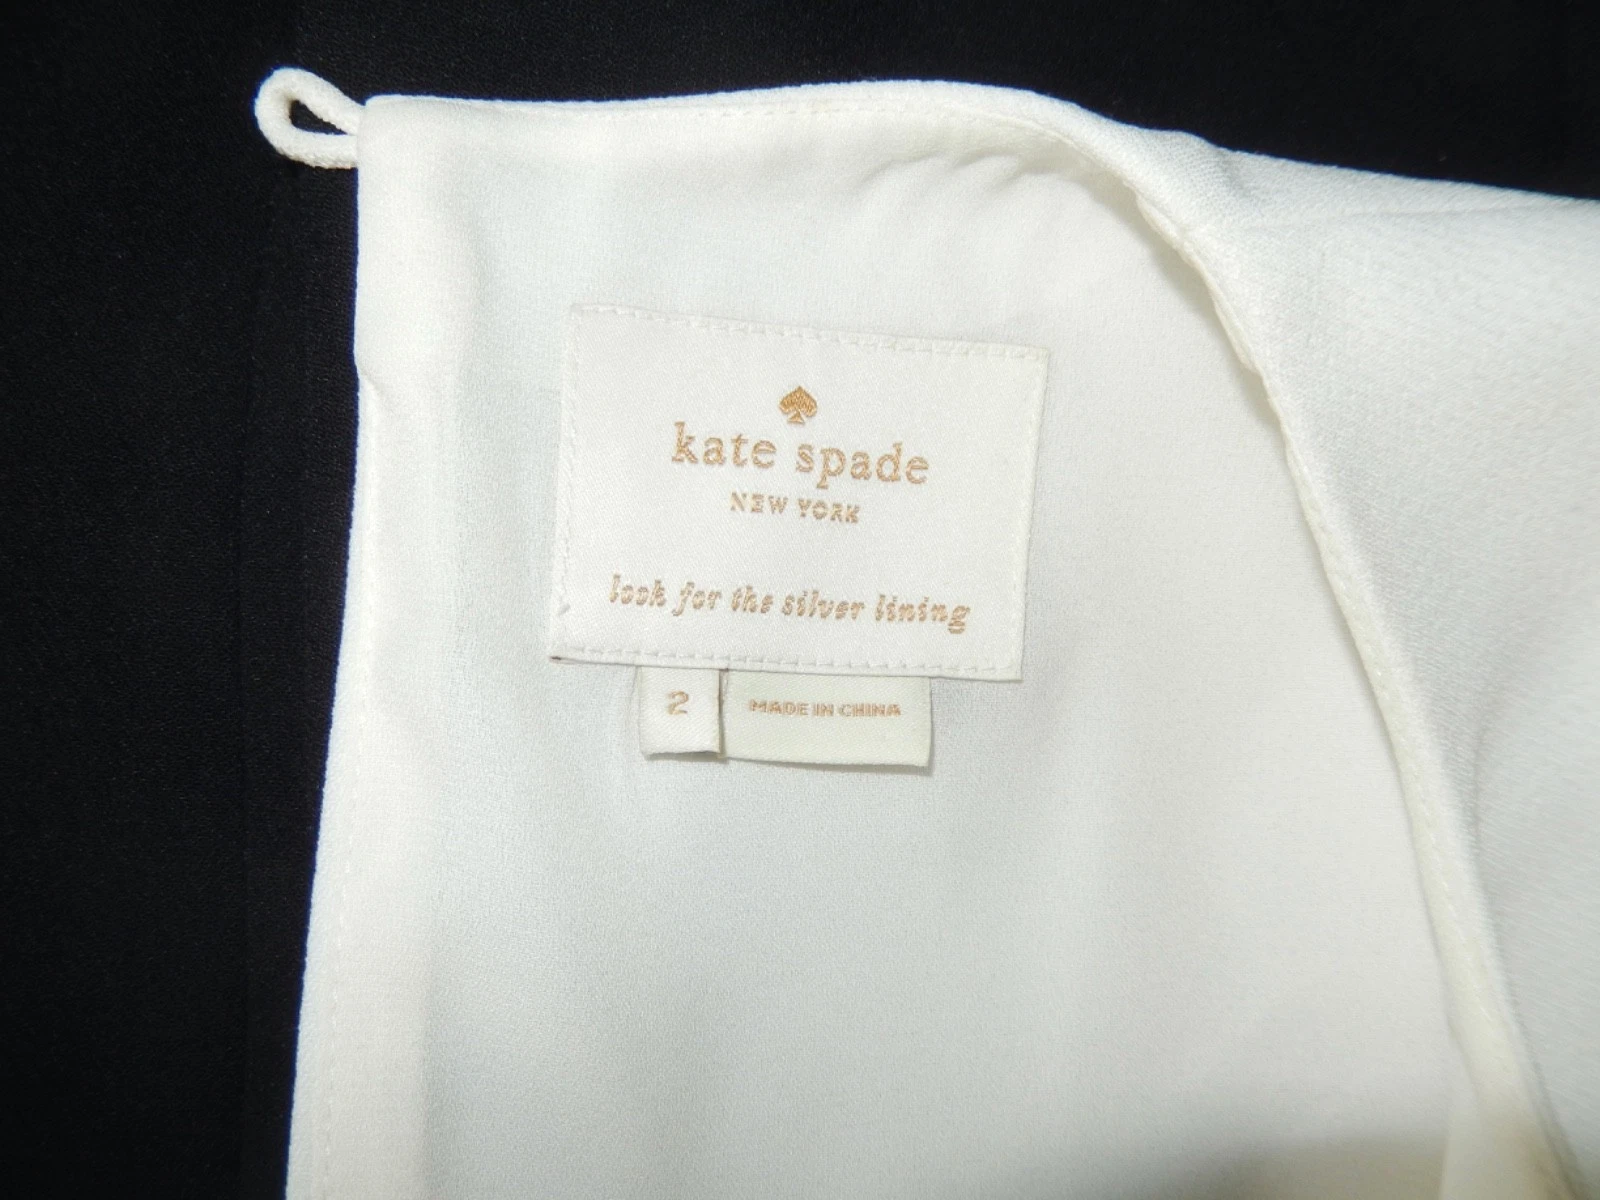 kate spade
NEW YORK
look for the silver lining
2
MADE IN CHINA